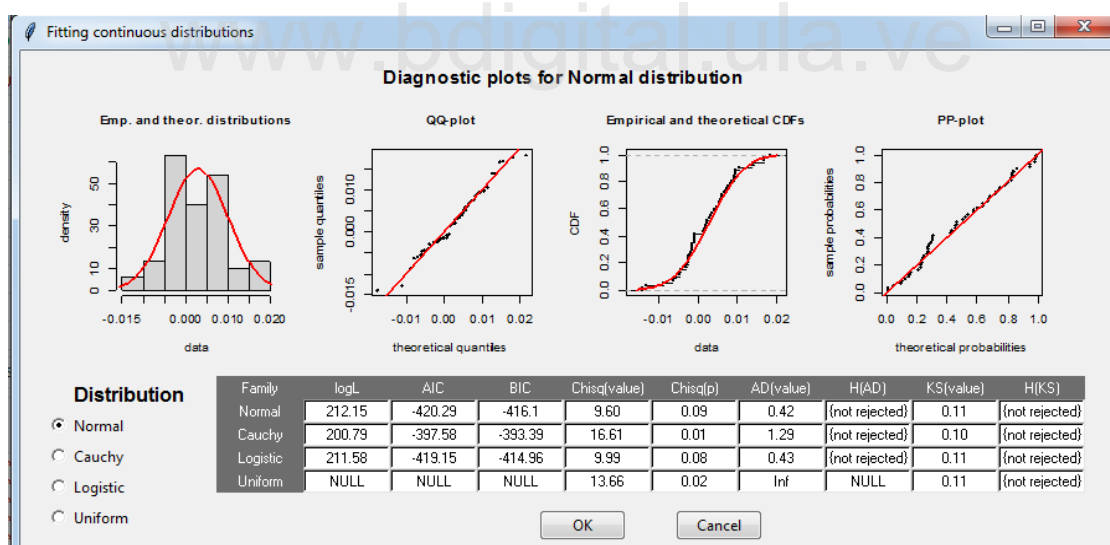 www.bdigital.ula.ve
Fitting continuous distributions
Diagnostic plots for Normal distribution
Emp. and theor. distributions
density
10 30 50
0
-0.015 0.000 0.010 0.020
data
QQ-plot
sample quantiles
-0.015 0.000 0.010
-0.01 0.00 0.01 0.02
theoretical quantiles
Empirical and theoretical CDFs
CDF
0.0 0.2 0.4 0.6 0.8 1.0
-0.01 0.00 0.01 0.02
data
PP-plot
sample probabilities
0.0 0.2 0.4 0.6 0.8 1.0
0.0 0.2 0.4 0.6 0.8 1.0
theoretical probabilities
Distribution
Normal
Cauchy
Logistic
Uniform
Family logL AIC BIC Chisq(value) Chisq(p) AD(value) H(AD) KS(value) H(KS)
Normal 212.15 -420.29 -416.1 9.60 0.09 0.42 {not rejected} 0.11 {not rejected}
Cauchy 200.79 -397.58 -393.39 16.61 0.01 1.29 {not rejected} 0.10 {not rejected}
Logistic 211.58 -419.15 -414.96 9.99 0.08 0.43 {not rejected} 0.11 {not rejected}
Uniform NULL NULL NULL 13.66 0.02 Inf NULL 0.11 {not rejected}
OK Cancel